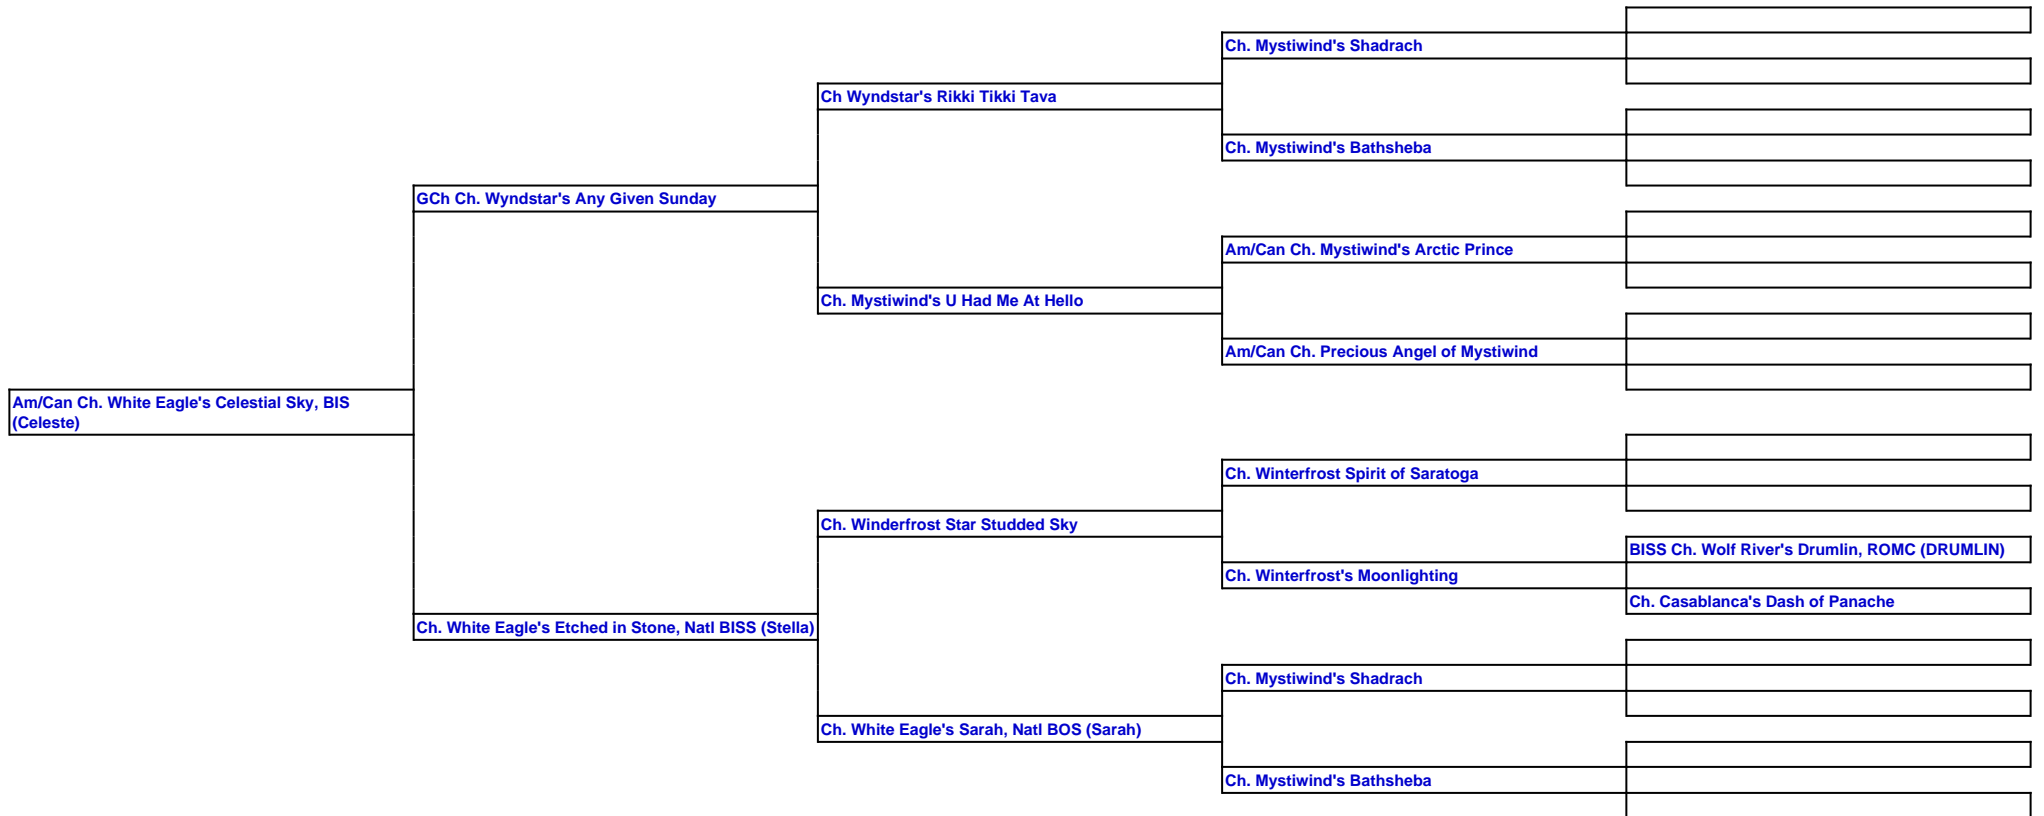 Ch. Mystiwind's Shadrach
Ch Wyndstar's Rikki Tikki Tava
Ch. Mystiwind's Bathsheba
GCh Ch. Wyndstar's Any Given Sunday
Am/Can Ch. Mystiwind's Arctic Prince
Ch. Mystiwind's U Had Me At Hello
Am/Can Ch. Precious Angel of Mystiwind
Am/Can Ch. White Eagle's Celestial Sky, BIS
(Celeste)
Ch. Winterfrost Spirit of Saratoga
Ch. Winderfrost Star Studded Sky
BISS Ch. Wolf River's Drumlin, ROMC (DRUMLIN)
Ch. Winterfrost's Moonlighting
Ch. Casablanca's Dash of Panache
Ch. White Eagle's Etched in Stone, Natl BISS (Stella)
Ch. Mystiwind's Shadrach
Ch. White Eagle's Sarah, Natl BOS (Sarah)
Ch. Mystiwind's Bathsheba